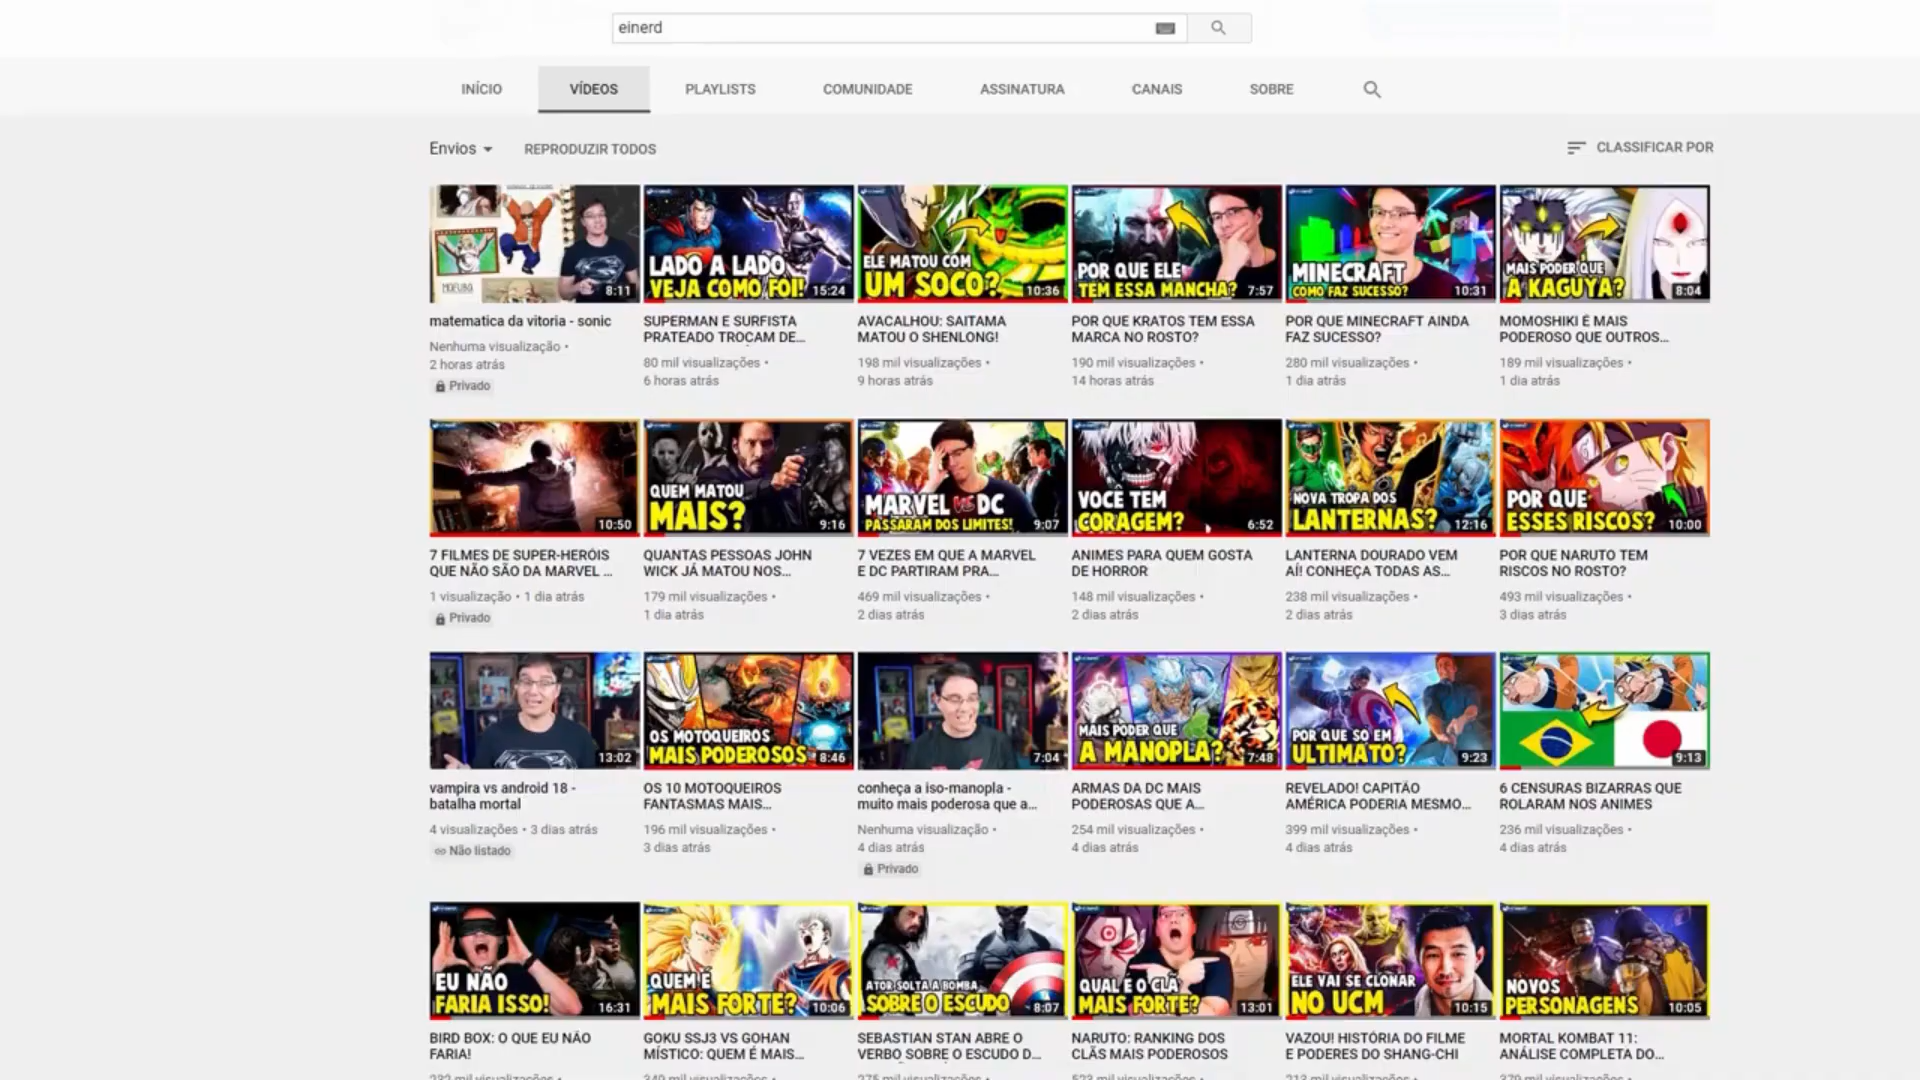 einerd
INÍCIO
VÍDEOS
PLAYLISTS
COMUNIDADE
ASSINATURA
CANAIS
SOBRE
Envios
REPRODUZIR TODOS
CLASSIFICAR POR
8:11
LADO A LADO
VEJA COMO FOI!
15:24
ELE MATOU COM
UM SOCO?
10:36
POR QUE ELE
TEM ESSA MANCHA?
7:57
MINECRAFT
COMO FAZ SUCESSO?
10:31
MAIS PODER QUE
A KAGUYA?
8:04
matematica da vitoria - sonic
Nenhuma visualização •
2 horas atrás
Privado
SUPERMAN E SURFISTA
PRATEADO TROCAM DE...
80 mil visualizações •
6 horas atrás
AVACALHOU: SAITAMA
MATOU O SHENLONG!
198 mil visualizações •
9 horas atrás
POR QUE KRATOS TEM ESSA
MARCA NO ROSTO?
190 mil visualizações •
14 horas atrás
POR QUE MINECRAFT AINDA
FAZ SUCESSO?
280 mil visualizações •
1 dia atrás
MOMOSHIKI É MAIS
PODEROSO QUE OUTROS...
189 mil visualizações •
1 dia atrás
10:50
QUEM MATOU
MAIS?
9:16
MARVEL VS DC
PASSARAM DOS LIMITES!
9:07
VOCÊ TEM
CORAGEM?
6:52
NOVA TROPA DOS
LANTERNAS?
12:16
POR QUE
ESSES RISCOS?
10:00
7 FILMES DE SUPER-HERÓIS
QUE NÃO SÃO DA MARVEL ...
1 visualização • 1 dia atrás
Privado
QUANTAS PESSOAS JOHN
WICK JÁ MATOU NOS...
179 mil visualizações •
1 dia atrás
7 VEZES EM QUE A MARVEL
E DC PARTIRAM PRA...
469 mil visualizações •
2 dias atrás
ANIMES PARA QUEM GOSTA
DE HORROR
148 mil visualizações •
2 dias atrás
LANTERNA DOURADO VEM
AÍ! CONHEÇA TODAS AS...
238 mil visualizações •
2 dias atrás
POR QUE NARUTO TEM
RISCOS NO ROSTO?
493 mil visualizações •
3 dias atrás
13:02
OS MOTOQUEIROS
MAIS PODEROSOS
8:46
7:04
MAIS PODER QUE
A MANOPLA?
7:48
POR QUE SÓ EM
ULTIMATO?
9:23
9:13
vampira vs android 18 -
batalha mortal
4 visualizações • 3 dias atrás
Não listado
OS 10 MOTOQUEIROS
FANTASMAS MAIS...
196 mil visualizações •
3 dias atrás
conheça a iso-manopla -
muito mais poderosa que a...
Nenhuma visualização •
4 dias atrás
Privado
ARMAS DA DC MAIS
PODEROSAS QUE A...
254 mil visualizações •
4 dias atrás
REVELADO! CAPITÃO
AMÉRICA PODERIA MESMO...
399 mil visualizações •
4 dias atrás
6 CENSURAS BIZARRAS QUE
ROLARAM NOS ANIMES
236 mil visualizações •
4 dias atrás
EU NÃO
FARIA ISSO!
16:31
QUEM É
MAIS FORTE?
10:06
ATOR SOLTA A BOMBA
SOBRE O ESCUDO
8:07
QUAL É O CLÃ
MAIS FORTE?
13:01
ELE VAI SE CLONAR
NO UCM
10:15
NOVOS
PERSONAGENS
10:05
BIRD BOX: O QUE EU NÃO
FARIA!
GOKU SSJ3 VS GOHAN
MÍSTICO: QUEM É MAIS...
SEBASTIAN STAN ABRE O
VERBO SOBRE O ESCUDO D...
NARUTO: RANKING DOS
CLÃS MAIS PODEROSOS
VAZOU! HISTÓRIA DO FILME
E PODERES DO SHANG-CHI
MORTAL KOMBAT 11:
ANÁLISE COMPLETA DO...